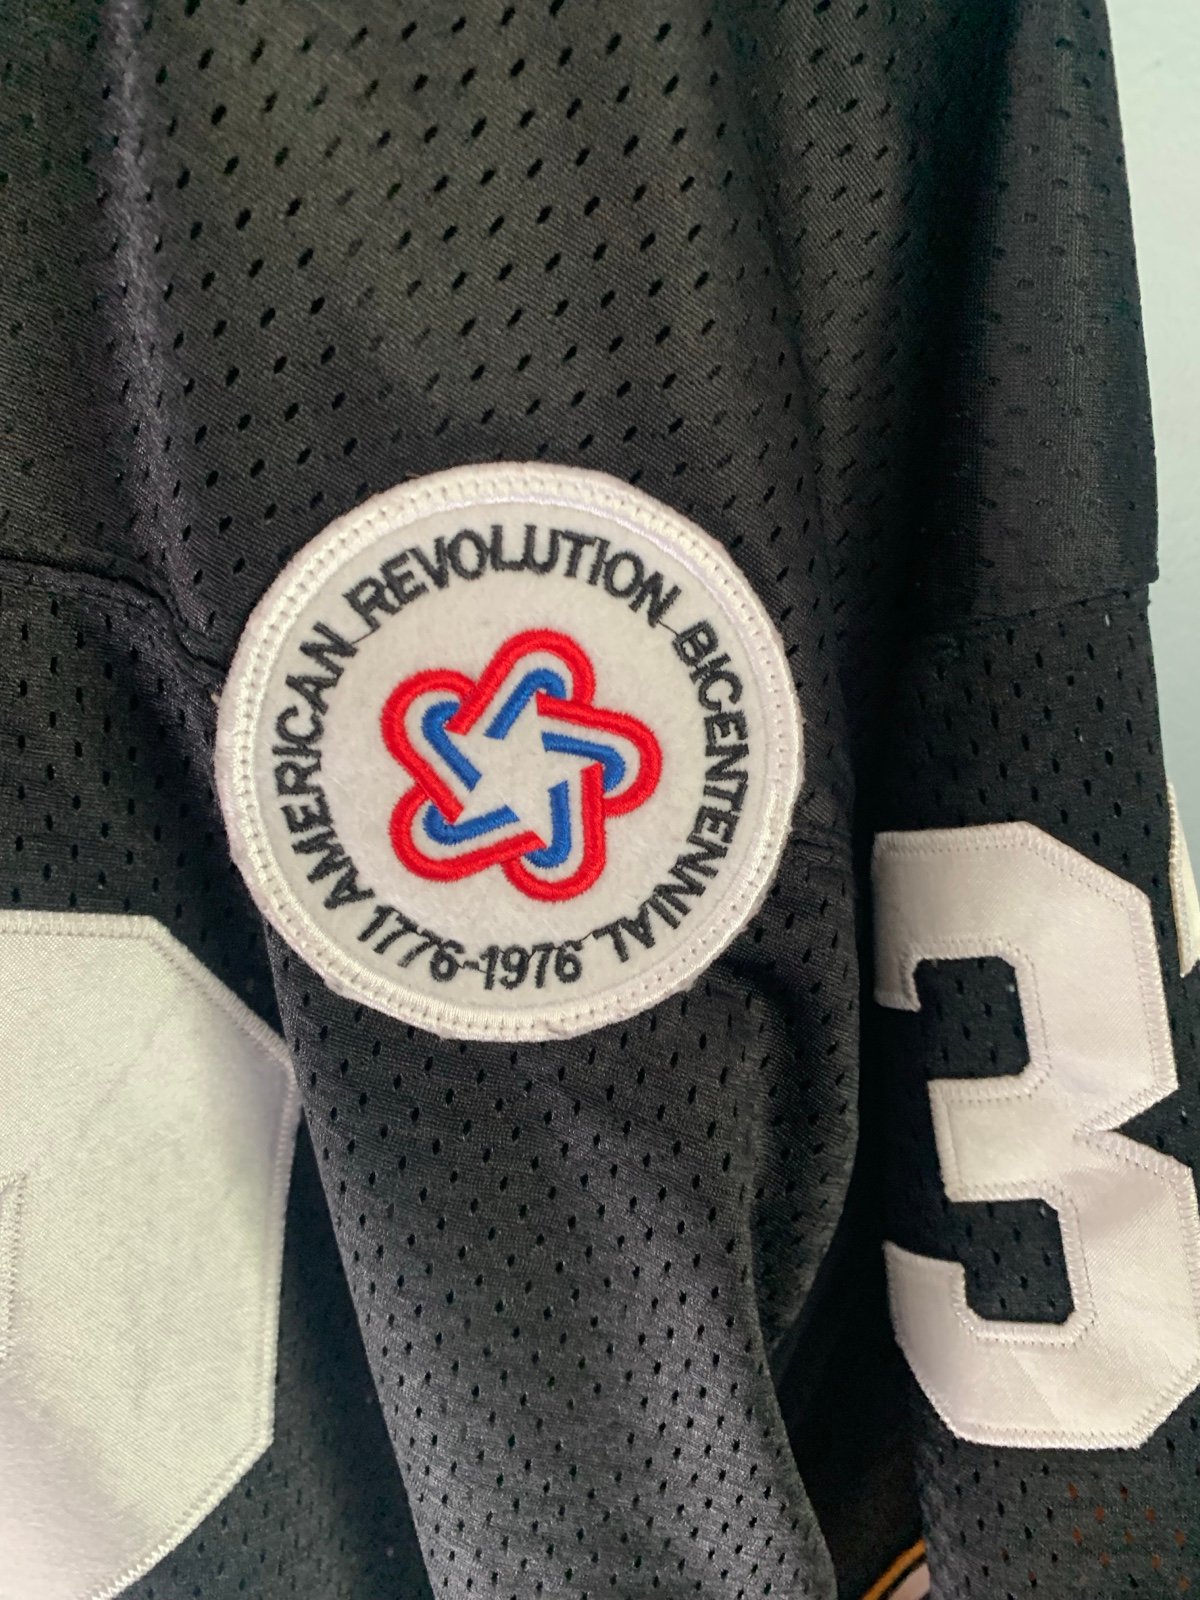 AMERICAN REVOLUTION BICENTENNIAL
1776-1976
3